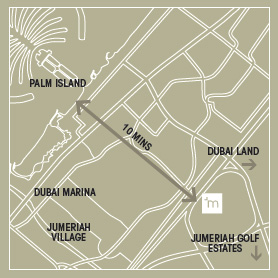 PALM ISLAND
10 MINS
DUBAI LAND
m
DUBAI MARINA
JUMERIAH
VILLAGE
JUMERIAH GOLF
ESTATES